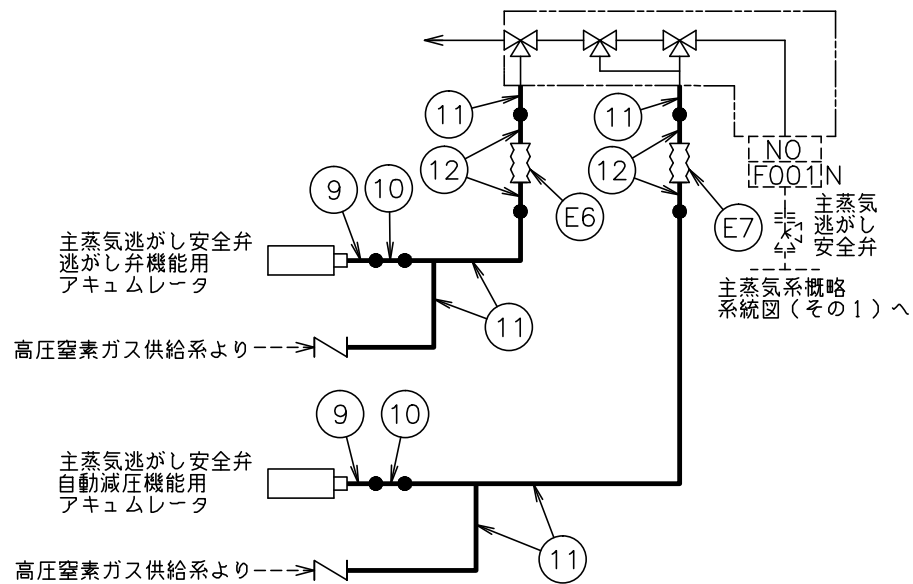 11
11
NO
F001 N
12
12
9
10
E6
E7
主蒸気
逃がし
安全弁
主蒸気逃がし安全弁
逃がし弁機能用
アキュムレータ
主蒸気系概略
系統図(その1)へ
11
高圧窒素ガス供給系より
9
10
主蒸気逃がし安全弁
自動減圧機能用
アキュムレータ
11
高圧窒素ガス供給系より